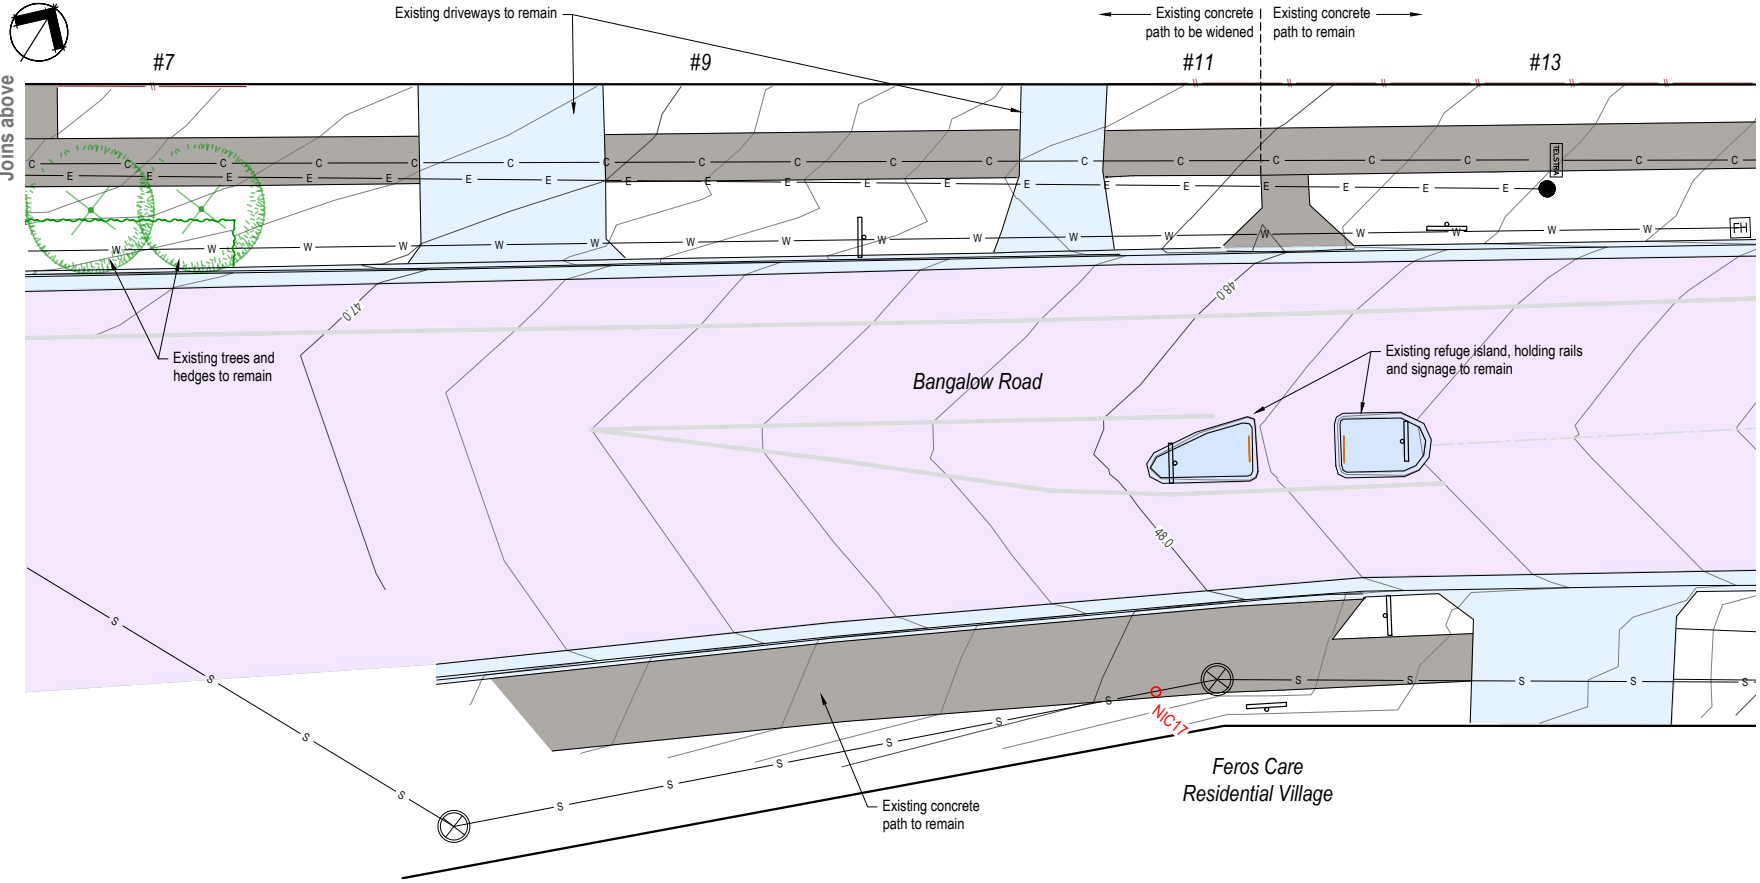 Existing driveways to remain
Existing concrete
path to be widened
Existing concrete
path to remain
#7
#9
#11
#13
Joins above
C C C C C C C C C C C C C C C C C C
TELSTRA
E E E E E E E E E E E E E E E E E E E
W W W W W W W W W W W W W W W W W
FH
47.0
48.0
Existing trees and
hedges to remain
Bangalow Road
Existing refuge island, holding rails
and signage to remain
48.0
S S S S
S S S S S S
S S S S S
NIC17
Feros Care
Residential Village
Existing concrete
path to remain